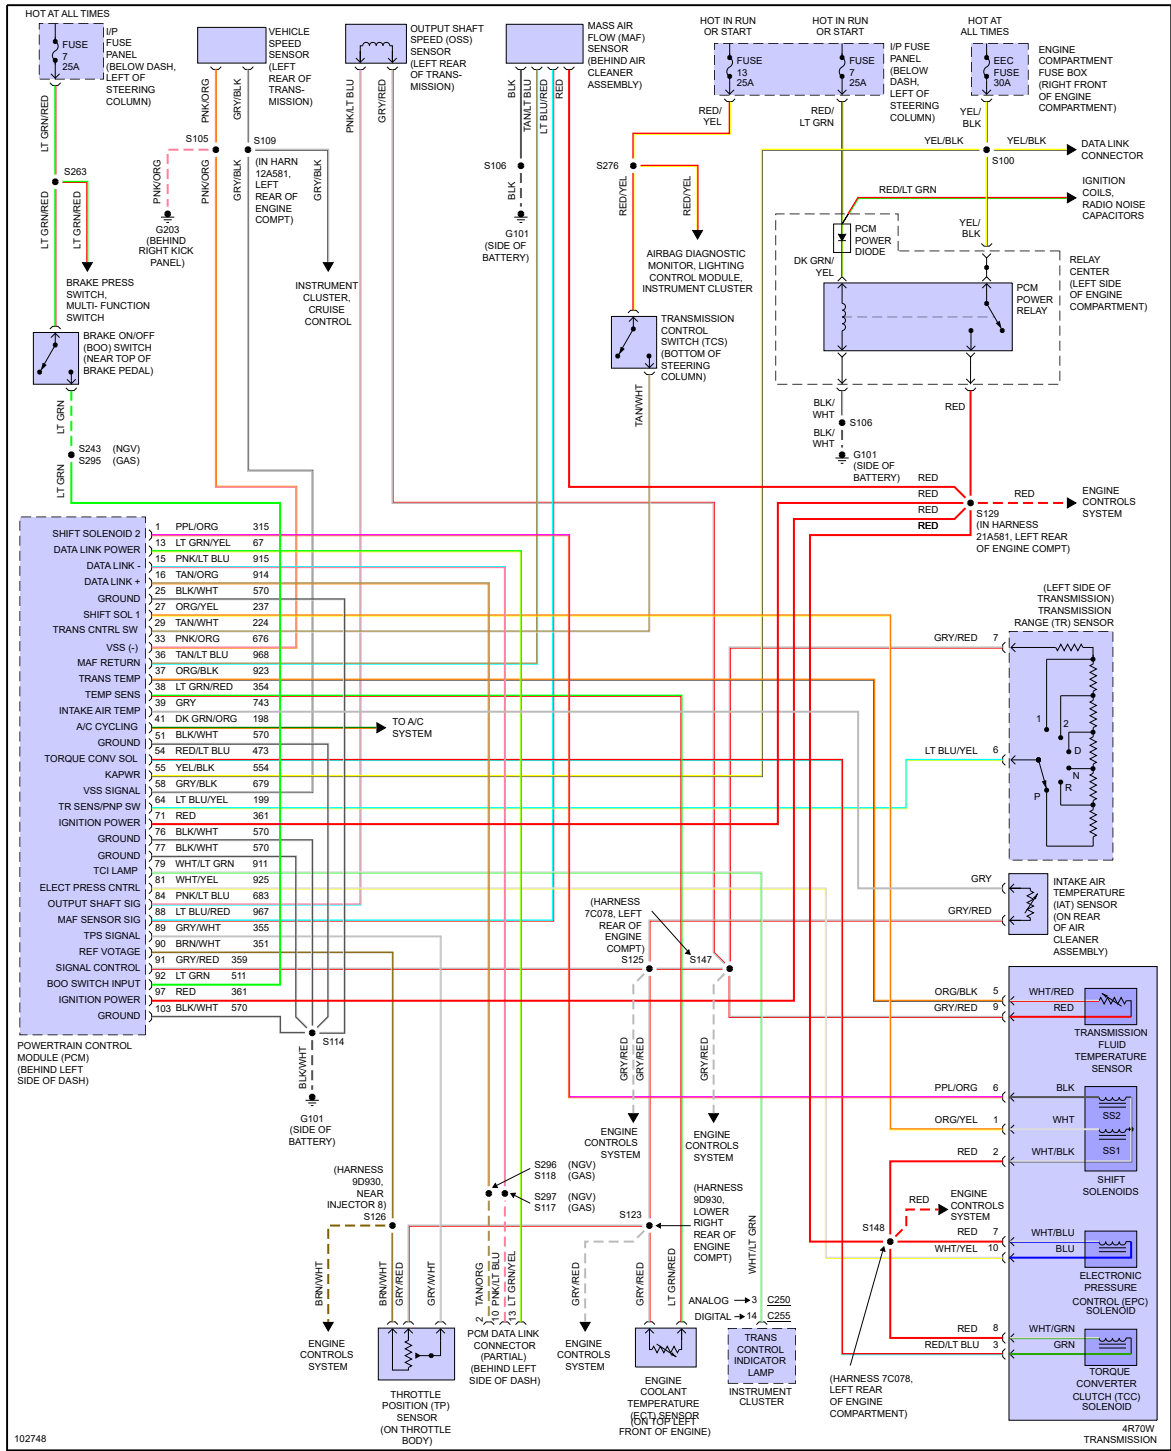 HOT AT ALL TIMES
FUSE
7
25A
I/P
FUSE
PANEL
(BELOW DASH,
LEFT OF
STEERING
COLUMN)
VEHICLE
SPEED
SENSOR
(LEFT
REAR OF
TRANS-
MISSION)
OUTPUT SHAFT
SPEED (OSS)
SENSOR
(LEFT REAR
OF TRANS-
MISSION)
MASS AIR
FLOW (MAF)
SENSOR
(BEHIND AIR
CLEANER
ASSEMBLY)
HOT IN RUN
OR START
FUSE
13
25A
HOT IN RUN
OR START
FUSE
7
25A
I/P FUSE
PANEL
(BELOW
DASH,
LEFT OF
STEERING
COLUMN)
HOT AT
ALL TIMES
EEC
FUSE
30A
ENGINE
COMPARTMENT
FUSE BOX
(RIGHT FRONT
OF ENGINE
COMPARTMENT)
LT GRN/RED
PNK/ORG
GRY/BLK
PNK/LT BLU
GRY/RED
BLK
TAN/LT BLU
LT BLU/RED
RED
RED/
YEL
RED/
LT GRN
YEL/
BLK
YEL/BLK
YEL/BLK
S100
DATA LINK
CONNECTOR
S263
LT GRN/RED
LT GRN/RED
BRAKE PRESS
SWITCH,
MULTI- FUNCTION
SWITCH
S105
S109
PNK/ORG
PNK/ORG
GRY/BLK
GRY/BLK
G203
(BEHIND
RIGHT KICK
PANEL)
(IN HARN
12A581,
LEFT
REAR OF
ENGINE
COMPT)
INSTRUMENT
CLUSTER,
CRUISE
CONTROL
S106
BLK
G101
(SIDE OF
BATTERY)
S276
RED/YEL
RED/YEL
AIRBAG DIAGNOSTIC
MONITOR, LIGHTING
CONTROL MODULE,
INSTRUMENT CLUSTER
RED/LT GRN
IGNITION
COILS,
RADIO NOISE
CAPACITORS
YEL/
BLK
PCM
POWER
DIODE
DK GRN/
YEL
PCM
POWER
RELAY
RELAY
CENTER
(LEFT SIDE
OF ENGINE
COMPARTMENT)
BRAKE ON/OFF
(BOO) SWITCH
(NEAR TOP OF
BRAKE PEDAL)
TRANSMISSION
CONTROL
SWITCH (TCS)
(BOTTOM OF
STEERING
COLUMN)
TAN/WHT
BLK/
WHT
S106
BLK/
WHT
G101
(SIDE OF
BATTERY)
RED
LT GRN
S243 (NGV)
S295 (GAS)
LT GRN
RED
RED
RED
RED
RED
ENGINE
CONTROLS
SYSTEM
S129
(IN HARNESS
21A581, LEFT REAR
OF ENGINE COMPT)
SHIFT SOLENOID 2 1 PPL/ORG 315
DATA LINK POWER 13 LT GRN/YEL 67
DATA LINK - 15 PNK/LT BLU 915
DATA LINK + 16 TAN/ORG 914
GROUND 25 BLK/WHT 570
SHIFT SOL 1 27 ORG/YEL 237
TRANS CNTRL SW 29 TAN/WHT 224
VSS (-) 33 PNK/ORG 676
MAF RETURN 36 TAN/LT BLU 968
TRANS TEMP 37 ORG/BLK 923
TEMP SENS 38 LT GRN/RED 354
INTAKE AIR TEMP 39 GRY 743
A/C CYCLING 41 DK GRN/ORG 198
GROUND 51 BLK/WHT 570
TORQUE CONV SOL 54 RED/LT BLU 473
KAPWR 55 YEL/BLK 554
VSS SIGNAL 58 GRY/BLK 679
TR SENS/PNP SW 64 LT BLU/YEL 199
IGNITION POWER 71 RED 361
GROUND 76 BLK/WHT 570
GROUND 77 BLK/WHT 570
TCI LAMP 79 WHT/LT GRN 911
ELECT PRESS CNTRL 81 WHT/YEL 925
OUTPUT SHAFT SIG 84 PNK/LT BLU 683
MAF SENSOR SIG 88 LT BLU/RED 967
TPS SIGNAL 89 GRY/WHT 355
REF VOTAGE 90 BRN/WHT 351
SIGNAL CONTROL 91 GRY/RED 359
BOO SWITCH INPUT 92 LT GRN 511
IGNITION POWER 97 RED 361
GROUND 103 BLK/WHT 570
TO A/C
SYSTEM
POWERTRAIN CONTROL
MODULE (PCM)
(BEHIND LEFT
SIDE OF DASH)
S114
BLK/WHT
G101
(SIDE OF
BATTERY)
(LEFT SIDE OF
TRANSMISSION)
TRANSMISSION
RANGE (TR) SENSOR
GRY/RED 7
LT BLU/YEL 6
1
2
D
N
R
P
GRY
GRY/RED
INTAKE AIR
TEMPERATURE
(IAT) SENSOR
(ON REAR
OF AIR
CLEANER
ASSEMBLY)
(HARNESS
7C078, LEFT
REAR OF
ENGINE
COMPT)
S125
S147
GRY/RED
GRY/RED
GRY/RED
ENGINE
CONTROLS
SYSTEM
ENGINE
CONTROLS
SYSTEM
ORG/BLK 5 WHT/RED
GRY/RED 9 RED
TRANSMISSION
FLUID
TEMPERATURE
SENSOR
PPL/ORG 6 BLK
SS2
ORG/YEL 1 WHT
SS1
RED 2 WHT/BLK
SHIFT
SOLENOIDS
RED
ENGINE
CONTROLS
SYSTEM
S148
RED 7 WHT/BLU
WHT/YEL 10 BLU
ELECTRONIC
PRESSURE
CONTROL (EPC)
SOLENOID
RED 8 WHT/GRN
RED/LT BLU 3 GRN
TORQUE
CONVERTER
CLUTCH (TCC)
SOLENOID
(HARNESS 7C078,
LEFT REAR
OF ENGINE
COMPARTMENT)
4R70W
TRANSMISSION
(HARNESS
9D930,
NEAR
INJECTOR 8)
S126
S296 (NGV)
S118 (GAS)
S297 (NGV)
S117 (GAS)
S123
(HARNESS
9D930,
LOWER
RIGHT
REAR OF
ENGINE
COMPT)
BRN/WHT
BRN/WHT
GRY/RED
GRY/WHT
TAN/ORG
PNK/LT BLU
LT GRN/YEL
GRY/RED
GRY/RED
LT GRN/RED
WHT/LT GRN
2
10
13
ANALOG 3 C250
DIGITAL 14 C255
ENGINE
CONTROLS
SYSTEM
THROTTLE
POSITION (TP)
SENSOR
(ON THROTTLE
BODY)
PCM DATA LINK
CONNECTOR
(PARTIAL)
(BEHIND LEFT
SIDE OF DASH)
ENGINE
CONTROLS
SYSTEM
ENGINE
COOLANT
TEMPERATURE
(ECT) SENSOR
(ON TOP LEFT
FRONT OF ENGINE)
TRANS
CONTROL
INDICATOR
LAMP
INSTRUMENT
CLUSTER
102748